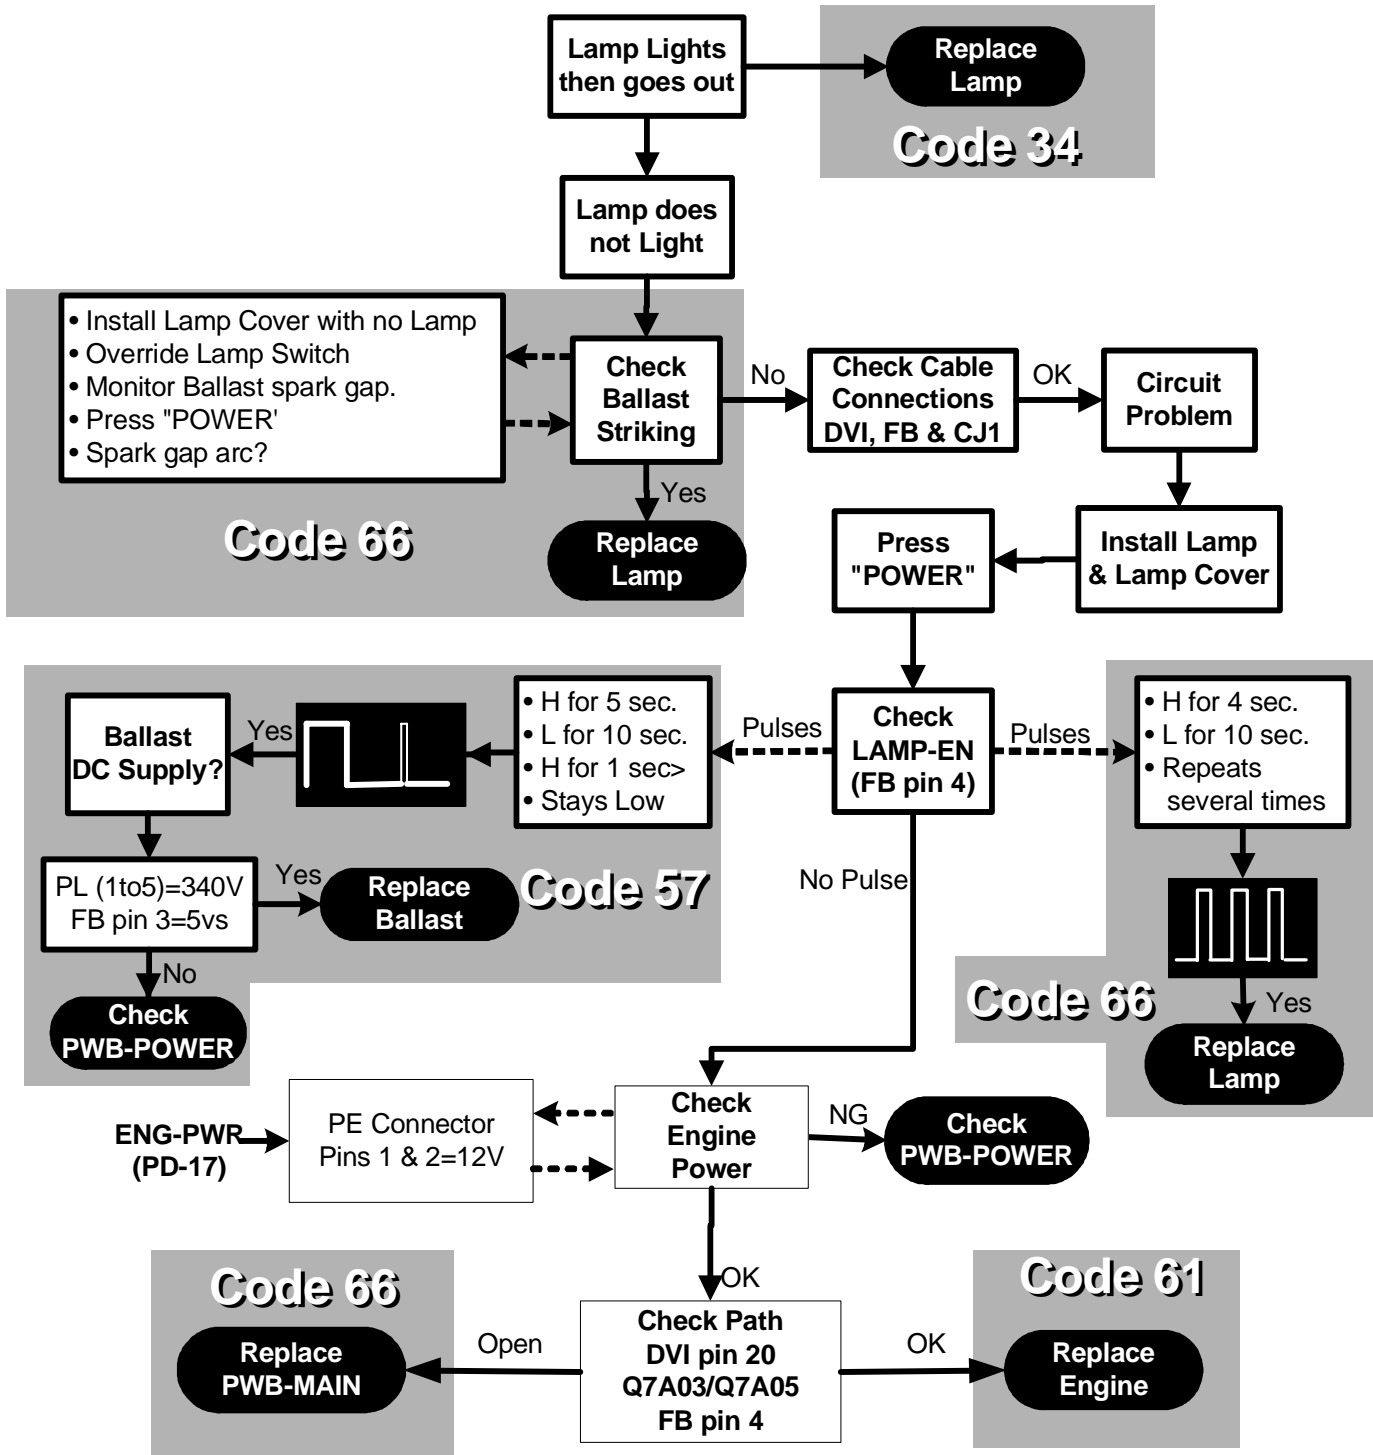 Lamp Lights
then goes out
Replace
Lamp
Code 34
Lamp does
not Light
• Install Lamp Cover with no Lamp
• Override Lamp Switch
• Monitor Ballast spark gap.
• Press "POWER'
• Spark gap arc?
Check
Ballast
Striking
No
Check Cable
Connections
DVI, FB & CJ1
OK
Circuit
Problem
Yes
Code 66
Replace
Lamp
Press
"POWER"
Install Lamp
& Lamp Cover
Ballast
DC Supply?
Yes
• H for 5 sec.
• L for 10 sec.
• H for 1 sec>
• Stays Low
Pulses
Check
LAMP-EN
(FB pin 4)
Pulses
• H for 4 sec.
• L for 10 sec.
• Repeats
several times
PL (1to5)=340V
FB pin 3=5vs
Yes
Replace
Ballast
Code 57
No Pulse
No
Check
PWB-POWER
Code 66
Yes
Replace
Lamp
ENG-PWR
(PD-17)
PE Connector
Pins 1 & 2=12V
Check
Engine
Power
NG
Check
PWB-POWER
OK
Code 66
Replace
PWB-MAIN
Open
Check Path
DVI pin 20
Q7A03/Q7A05
FB pin 4
OK
Code 61
Replace
Engine